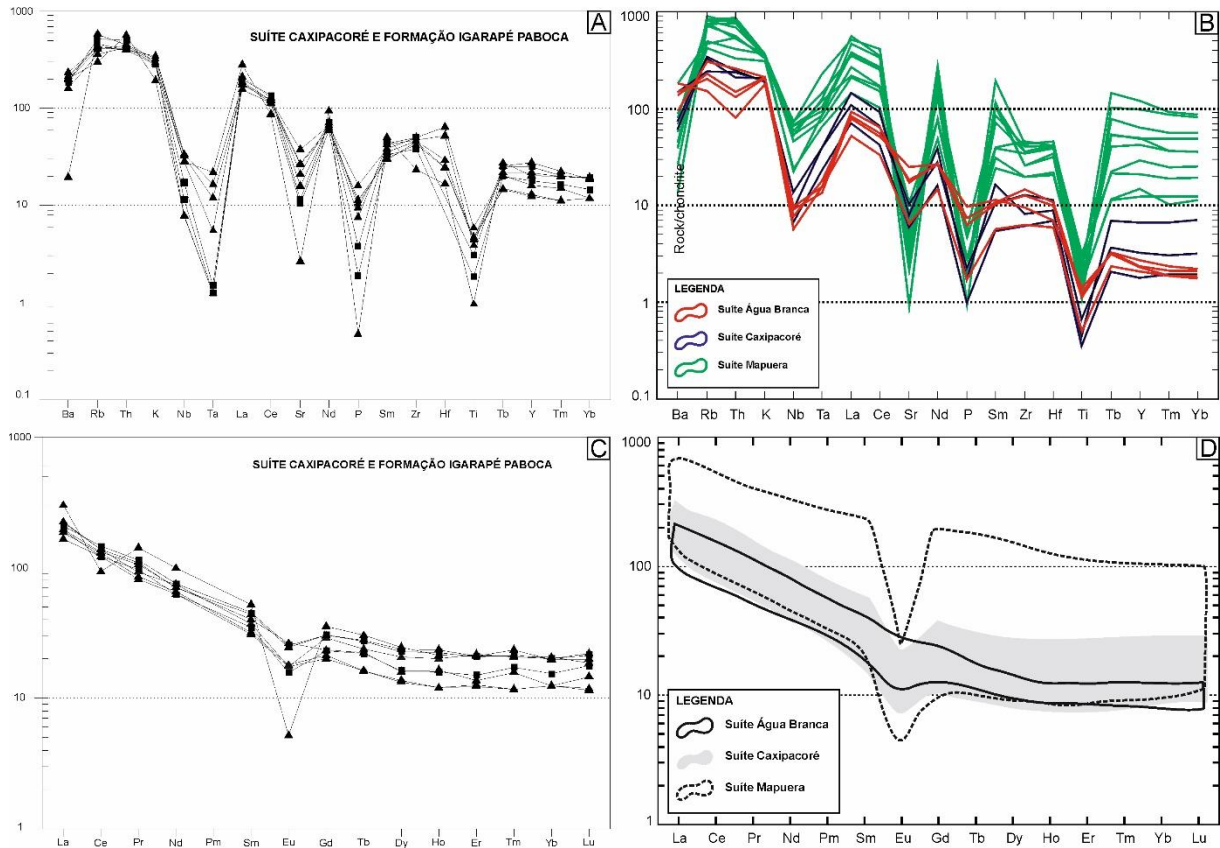 A
SUÍTE CAXIPACORÉ E FORMAÇÃO IGARAPÉ PABOCA
1000
100
10
1
0.1
Ba Rb Th K Nb Ta La Ce Sr Nd P Sm Zr Hf Ti Tb Y Tm Yb
B
1000
100
10
1
0.1
Rock/chondrite
LEGENDA
Suíte Água Branca
Suíte Caxipacoré
Suíte Mapuera
Ba Rb Th K Nb Ta La Ce Sr Nd P Sm Zr Hf Ti Tb Y Tm Yb
C
SUÍTE CAXIPACORÉ E FORMAÇÃO IGARAPÉ PABOCA
1000
100
10
1
La Ce Pr Nd Pm Sm Eu Gd Tb Dy Ho Er Tm Yb Lu
D
1000
100
10
1
LEGENDA
Suíte Água Branca
Suíte Caxipacoré
Suíte Mapuera
La Ce Pr Nd Pm Sm Eu Gd Tb Dy Ho Er Tm Yb Lu